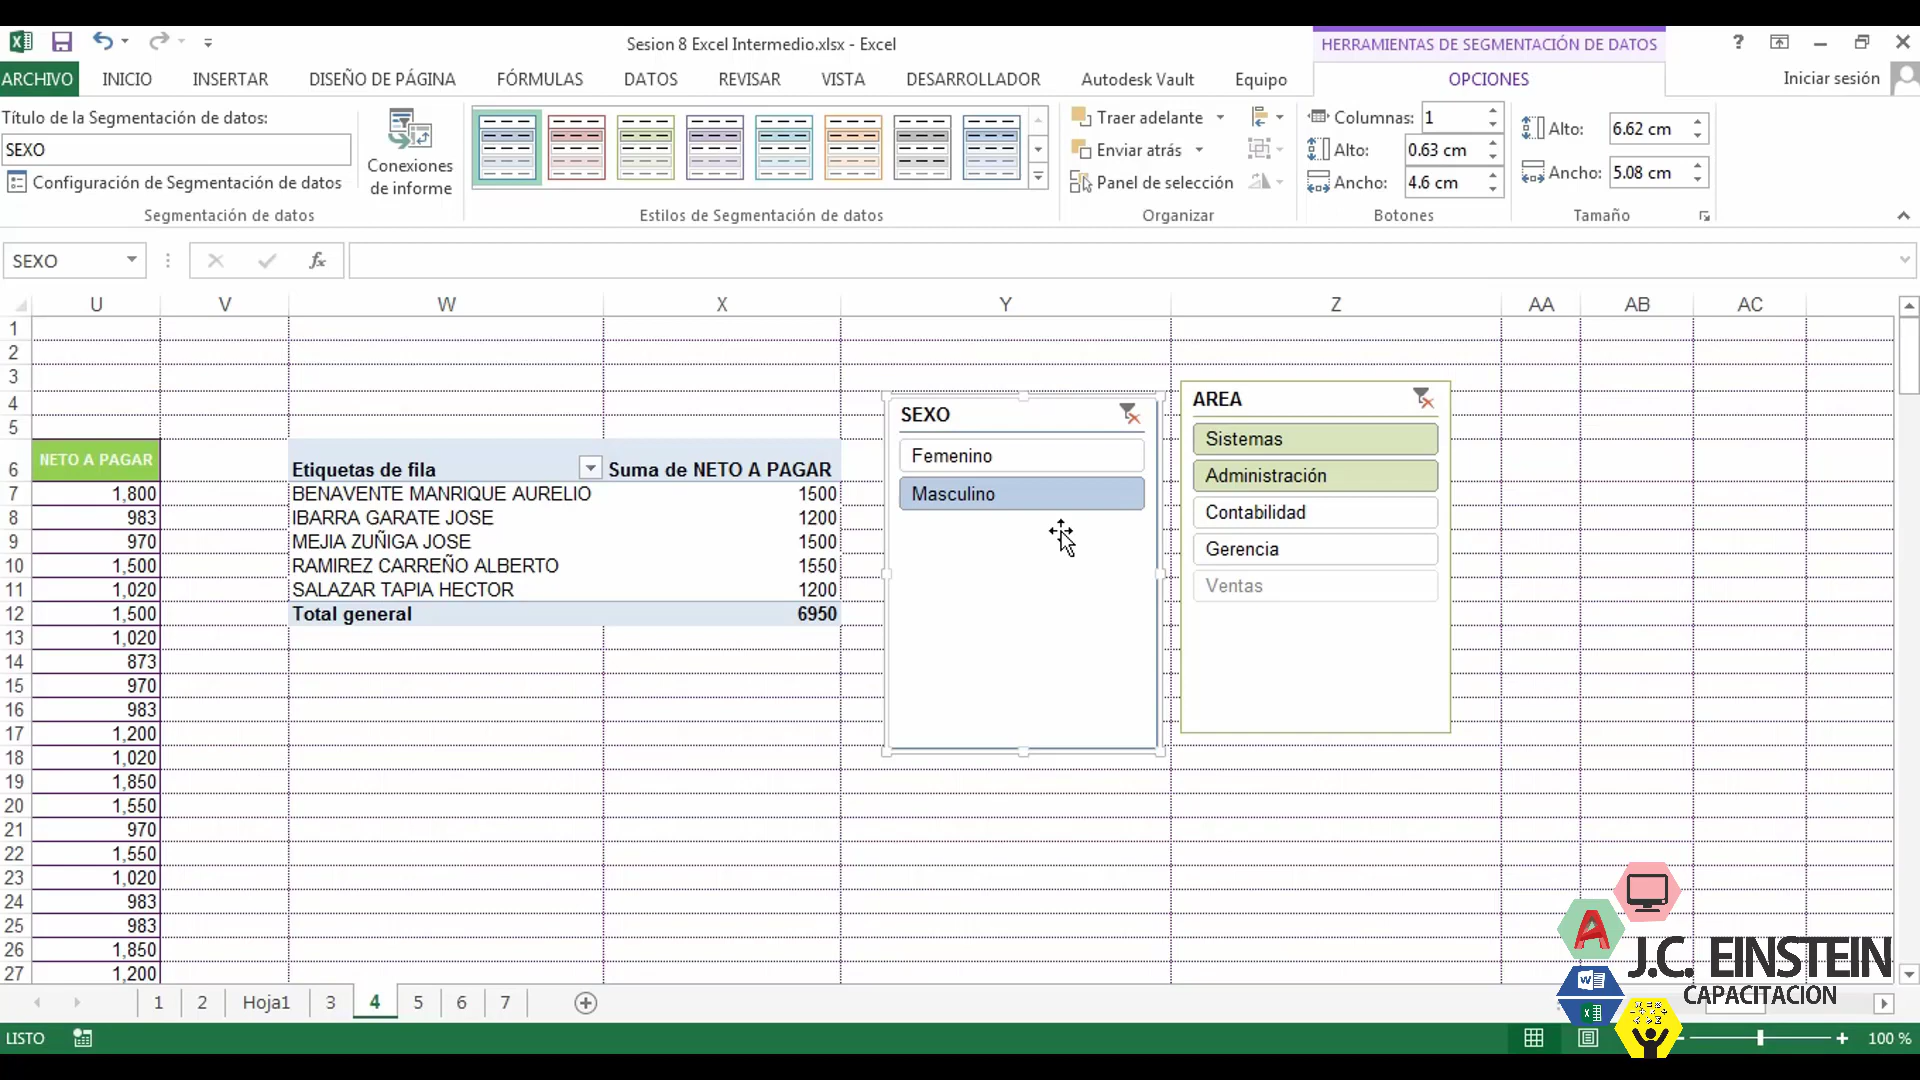 Sesion 8 Excel Intermedio.xlsx - Excel
HERRAMIENTAS DE SEGMENTACIÓN DE DATOS
ARCHIVO INICIO INSERTAR DISEÑO DE PÁGINA FÓRMULAS DATOS REVISAR VISTA DESARROLLADOR Autodesk Vault Equipo OPCIONES Iniciar sesión
Título de la Segmentación de datos:
SEXO
Configuración de Segmentación de datos
Segmentación de datos
Conexiones
de informe
Estilos de Segmentación de datos
Traer adelante
Enviar atrás
Panel de selección
Organizar
Columnas: 1
Alto: 0.63 cm
Ancho: 4.6 cm
Botones
Alto: 6.62 cm
Ancho: 5.08 cm
Tamaño
SEXO fx
U V W X Y Z AA AB AC
1
2
3
4
5
6 NETO A PAGAR Etiquetas de fila Suma de NETO A PAGAR
7 1,800 BENAVENTE MANRIQUE AURELIO 1500
8 983 IBARRA GARATE JOSE 1200
9 970 MEJIA ZUÑIGA JOSE 1500
10 1,500 RAMIREZ CARREÑO ALBERTO 1550
11 1,020 SALAZAR TAPIA HECTOR 1200
12 1,500 Total general 6950
13 1,020
14 873
15 970
16 983
17 1,200
18 1,020
19 1,850
20 1,550
21 970
22 1,550
23 1,020
24 983
25 983
26 1,850
27 1,200
SEXO
Femenino
Masculino
AREA
Sistemas
Administración
Contabilidad
Gerencia
Ventas
J.C. EINSTEIN
CAPACITACION
1 2 Hoja1 3 4 5 6 7
LISTO 100 %